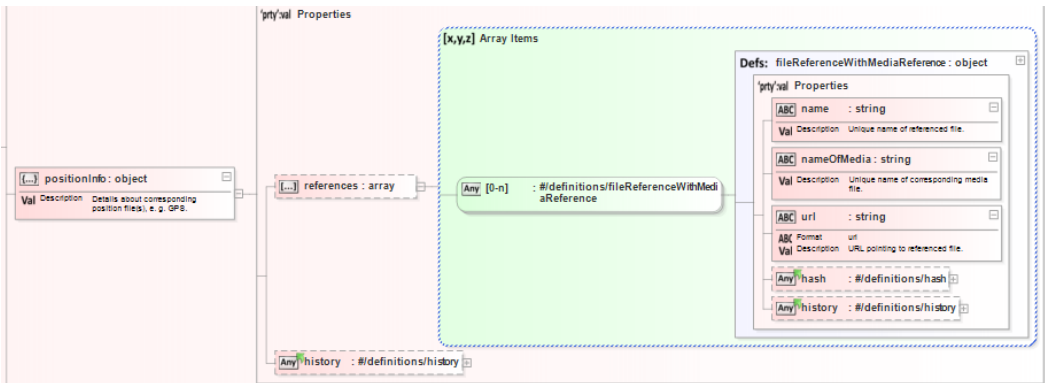 'prty':val Properties
[x,y,z] Array Items
Defs: fileReferenceWithMediaReference : object
'prty':val Properties
ABC name : string
Val Description Unique name of referenced file.
ABC nameOfMedia : string
Val Description Unique name of corresponding media
file.
{...} positionInfo : object
Val Description Details about corresponding
position file(s), e. g. GPS.
[...] references : array
Any [0-n] : #/definitions/fileReferenceWithMedi
aReference
ABC url : string
ABC Format url
Val Description URL pointing to referenced file.
Any hash : #/definitions/hash
Any history : #/definitions/history
Any history : #/definitions/history